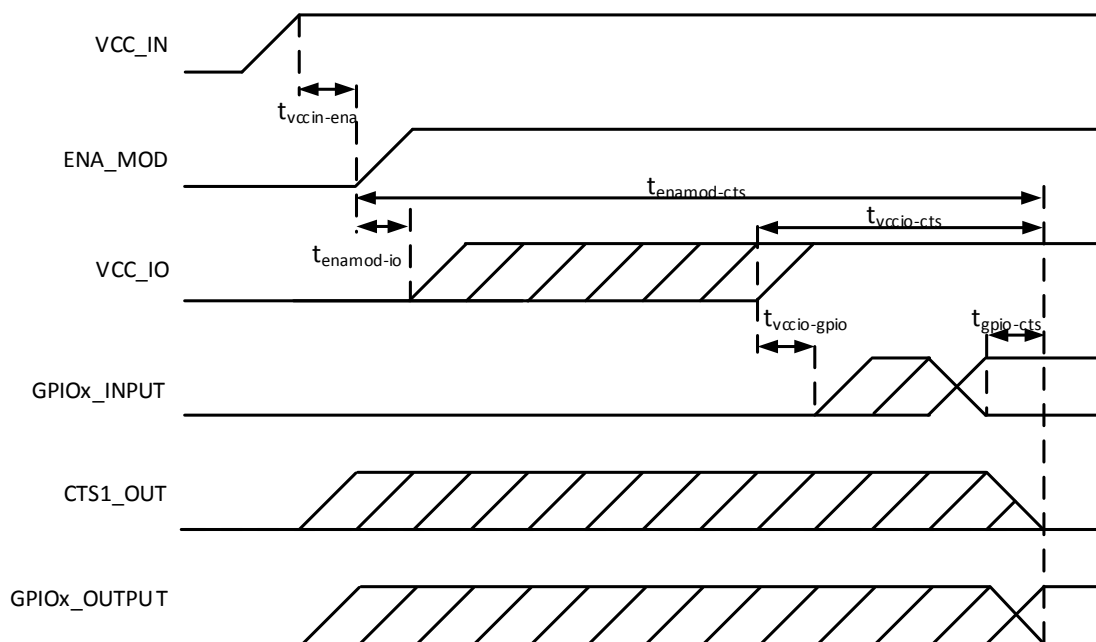 VCC_IN
tvccin-ena
ENA_MOD
tenamod-cts
tvccio-cts
tenamod-io
VCC_IO
tvccio-gpio
tgpio-cts
GPIOx_INPUT
CTS1_OUT
GPIOx_OUTPUT